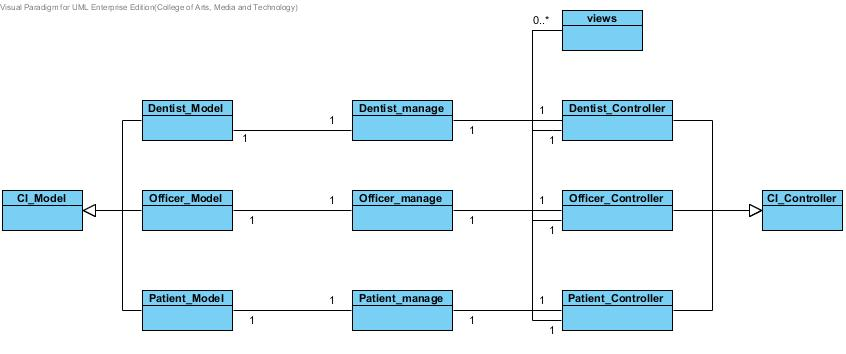 Visual Paradigm for UML Enterprise Edition(College of Arts, Media and Technology)
views
0..*
Dentist_Model
Dentist_manage
Dentist_Controller
1
1
1
1
1
CI_Model
Officer_Model
Officer_manage
Officer_Controller
CI_Controller
1
1
1
1
1
Patient_Model
Patient_manage
Patient_Controller
1
1
1
1
1